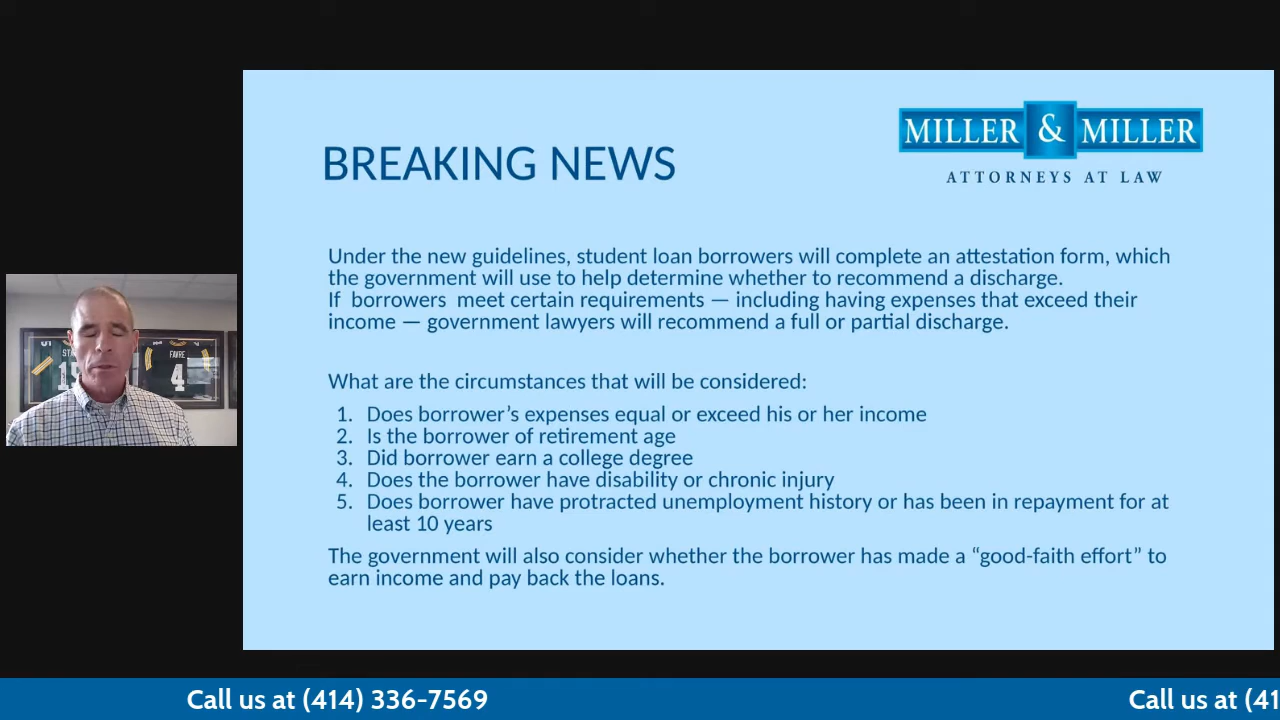 MILLER & MILLER
ATTORNEYS AT LAW
BREAKING NEWS
Under the new guidelines, student loan borrowers will complete an attestation form, which
the government will use to help determine whether to recommend a discharge.
If borrowers meet certain requirements — including having expenses that exceed their
income — government lawyers will recommend a full or partial discharge.
What are the circumstances that will be considered:
1. Does borrower’s expenses equal or exceed his or her income
2. Is the borrower of retirement age
3. Did borrower earn a college degree
4. Does the borrower have disability or chronic injury
5. Does borrower have protracted unemployment history or has been in repayment for at
least 10 years
The government will also consider whether the borrower has made a “good-faith effort” to
earn income and pay back the loans.
FAVRE
4
Call us at (414) 336-7569
Call us at (41